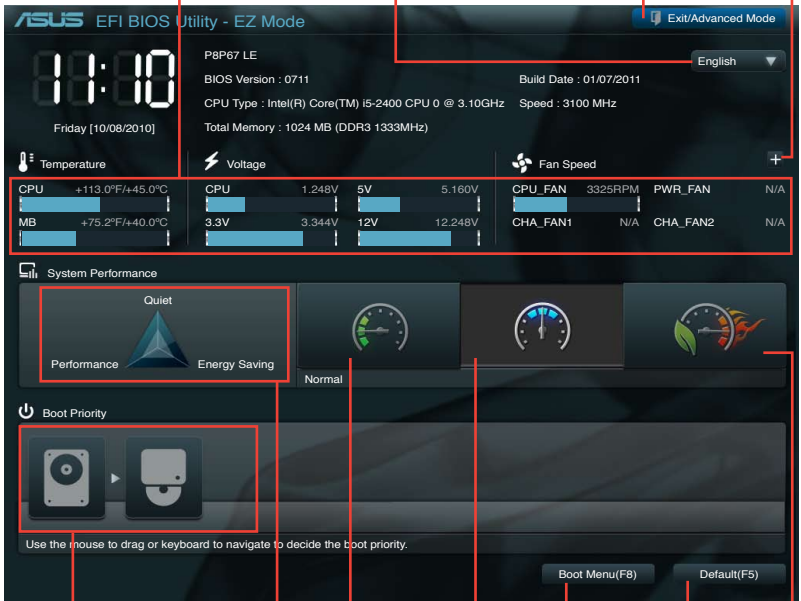 ASUS EFI BIOS Utility - EZ Mode
Exit/Advanced Mode
English
11:10
Friday [10/08/2010]
P8P67 LE
BIOS Version : 0711 Build Date : 01/07/2011
CPU Type : Intel(R) Core(TM) i5-2400 CPU 0 @ 3.10GHz Speed : 3100 MHz
Total Memory : 1024 MB (DDR3 1333MHz)
Temperature
CPU +113.0°F/+45.0°C
MB +75.2°F/+40.0°C
Voltage
CPU 1.248V 5V 5.160V
3.3V 3.344V 12V 12.248V
Fan Speed
CPU_FAN 3325RPM PWR_FAN N/A
CHA_FAN1 N/A CHA_FAN2 N/A
System Performance
Quiet
Performance Energy Saving
Normal
Boot Priority
Use the mouse to drag or keyboard to navigate to decide the boot priority.
Boot Menu(F8) Default(F5)